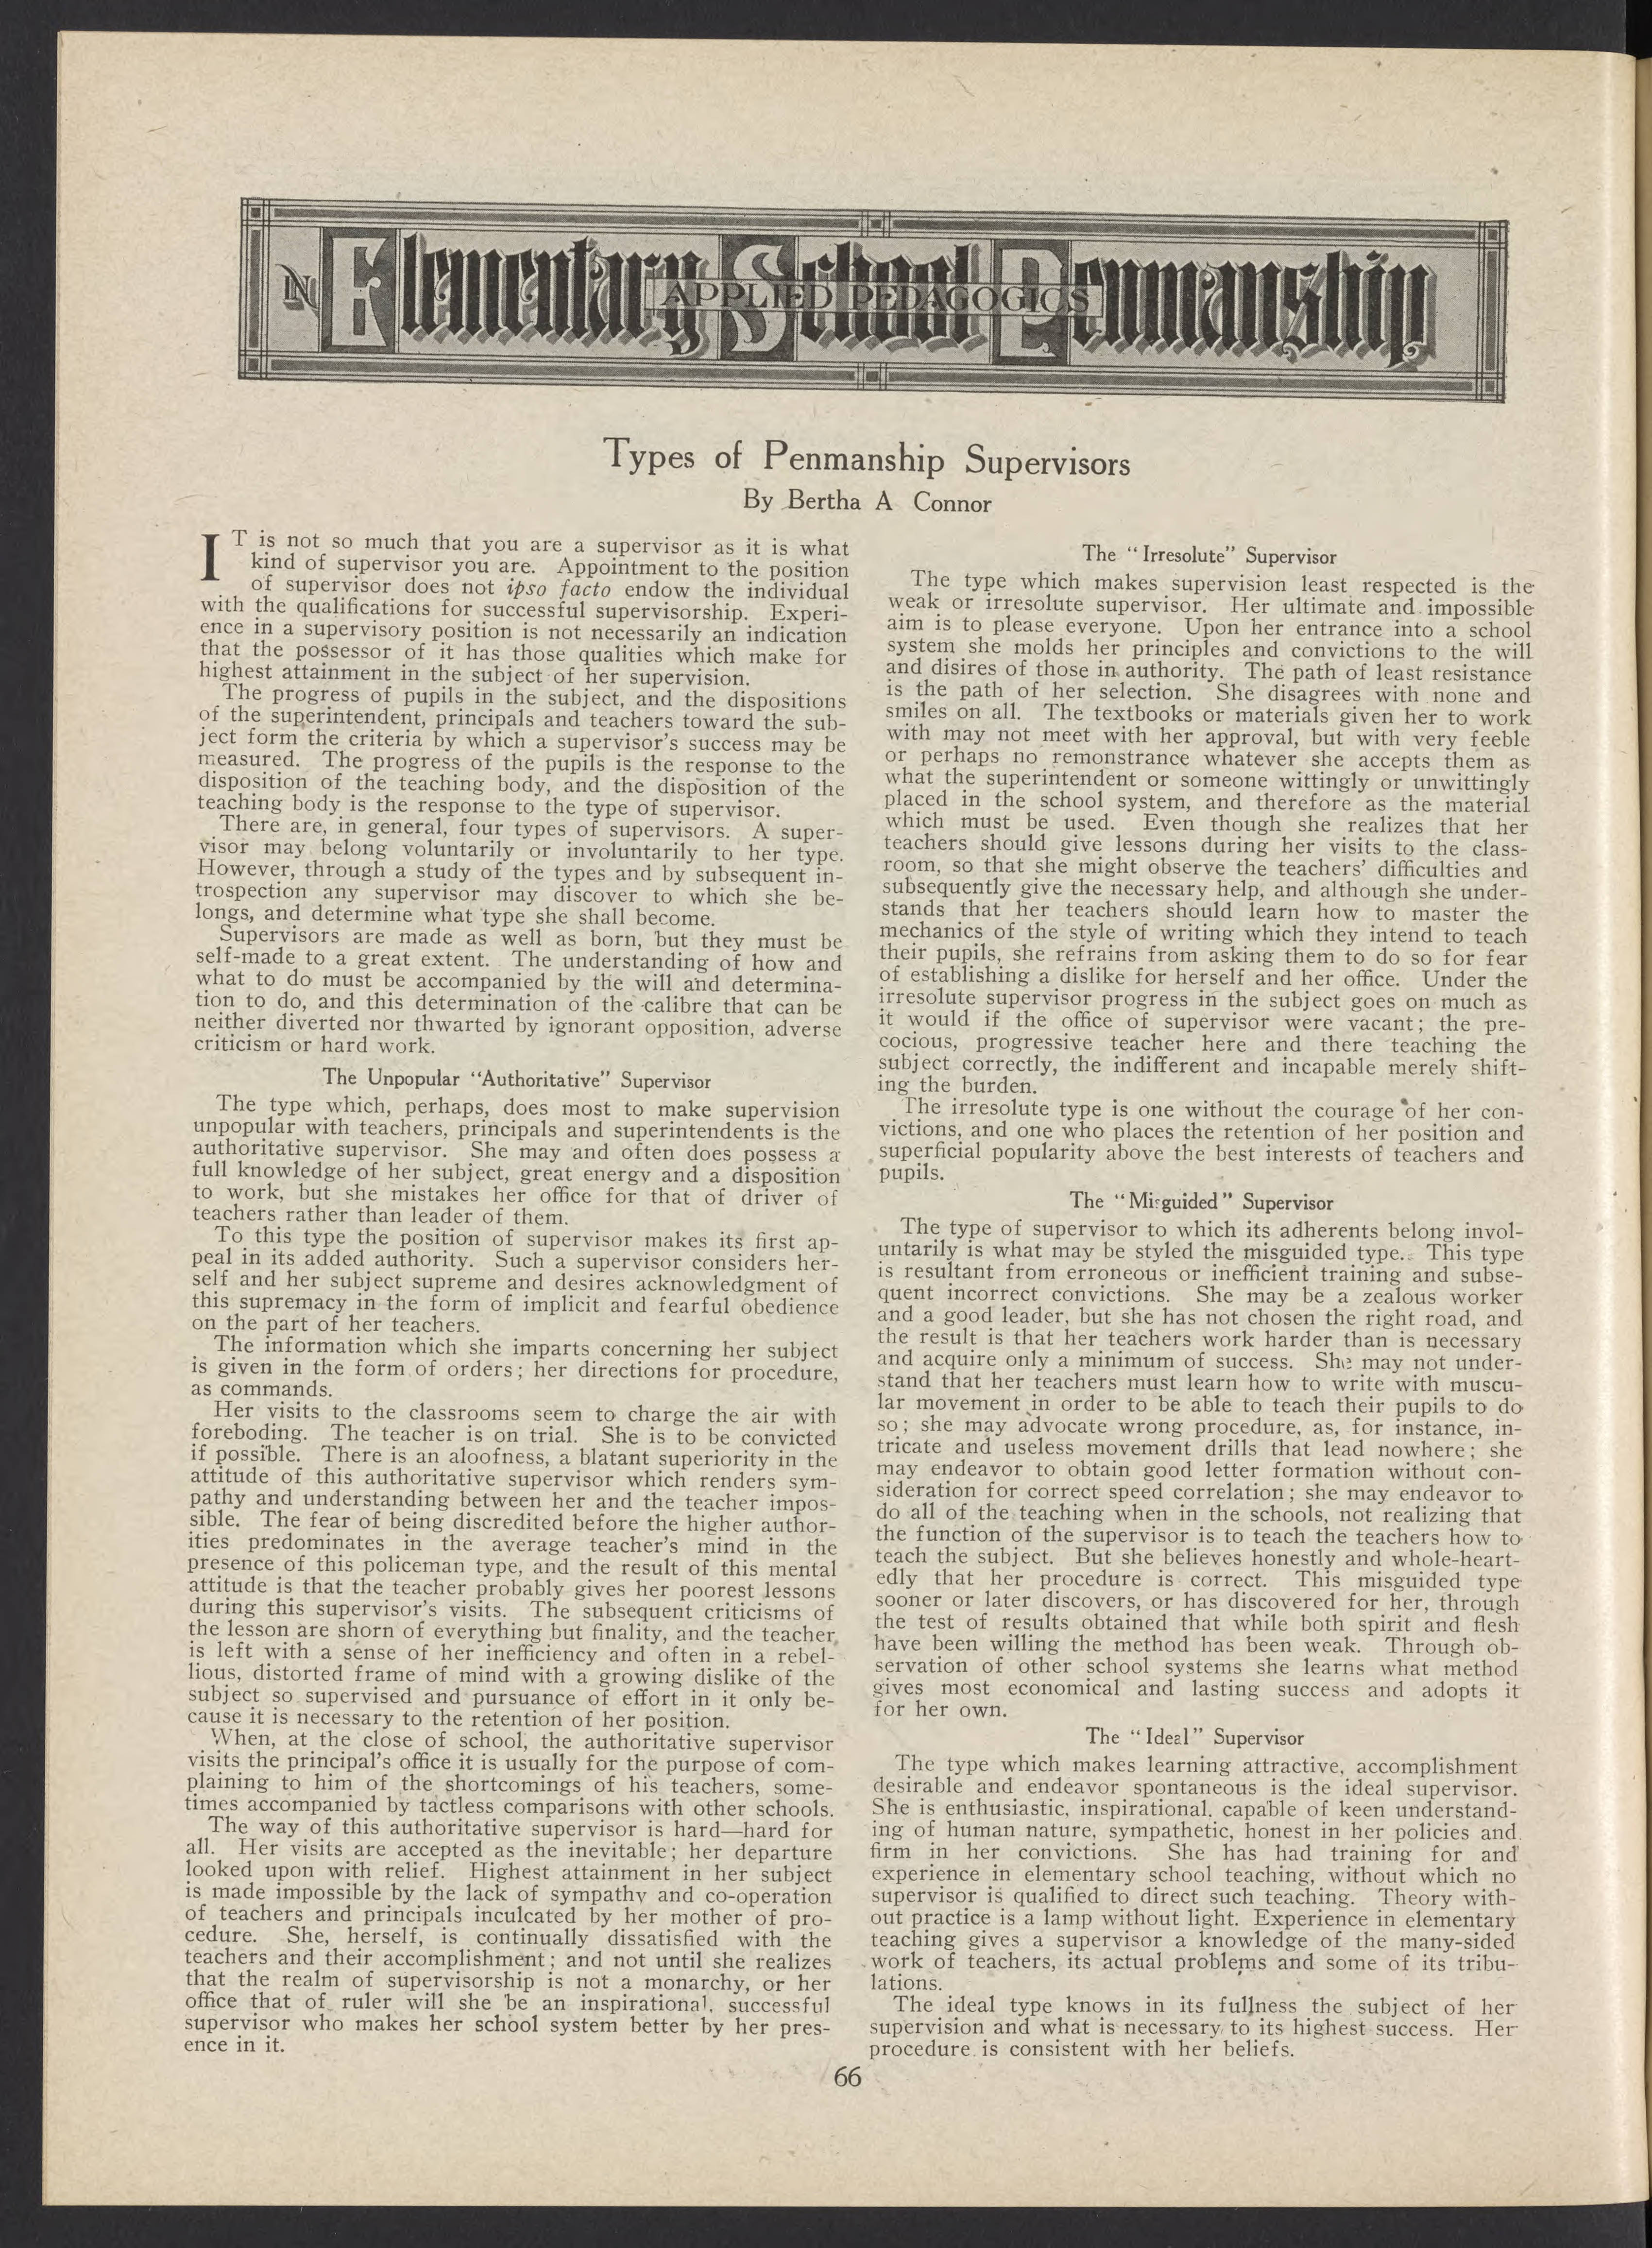 IN Elementary School Penmanship
APPLIED PEDAGOGICS
Types of Penmanship Supervisors
By Bertha A Connor
IT is not so much that you are a supervisor as it is what
kind of supervisor you are. Appointment to the position
of supervisor does not ipso facto endow the individual
with the qualifications for successful supervisorship. Experi-
ence in a supervisory position is not necessarily an indication
that the possessor of it has those qualities which make for
highest attainment in the subject of her supervision.
The progress of pupils in the subject, and the dispositions
of the superintendent, principals and teachers toward the sub-
ject form the criteria by which a supervisor's success may be
measured. The progress of the pupils is the response to the
disposition of the teaching body, and the disposition of the
teaching body is the response to the type of supervisor.
There are, in general, four types of supervisors. A super-
visor may belong voluntarily or involuntarily to her type.
However, through a study of the types and by subsequent in-
trospection any supervisor may discover to which she be-
longs, and determine what type she shall become.
Supervisors are made as well as born, but they must be
self-made to a great extent. The understanding of how and
what to do must be accompanied by the will and determina-
tion to do, and this determination of the calibre that can be
neither diverted nor thwarted by ignorant opposition, adverse
criticism or hard work.
The Unpopular "Authoritative" Supervisor
The type which, perhaps, does most to make supervision
unpopular with teachers, principals and superintendents is the
authoritative supervisor. She may and often does possess a
full knowledge of her subject, great energy and a disposition
to work, but she mistakes her office for that of driver of
teachers rather than leader of them.
To this type the position of supervisor makes its first ap-
peal in its added authority. Such a supervisor considers her-
self and her subject supreme and desires acknowledgment of
this supremacy in the form of implicit and fearful obedience
on the part of her teachers.
The information which she imparts concerning her subject
is given in the form of orders; her directions for procedure,
as commands.
Her visits to the classrooms seem to charge the air with
foreboding. The teacher is on trial. She is to be convicted
if possible. There is an aloofness, a blatant superiority in the
attitude of this authoritative supervisor which renders sym-
pathy and understanding between her and the teacher impos-
sible. The fear of being discredited before the higher author-
ities predominates in the average teacher's mind in the
presence of this policeman type, and the result of this mental
attitude is that the teacher probably gives her poorest lessons
during this supervisor's visits. The subsequent criticisms of
the lesson are shorn of everything but finality, and the teacher
is left with a sense of her inefficiency and often in a rebel-
lious, distorted frame of mind with a growing dislike of the
subject so supervised and pursuance of effort in it only be-
cause it is necessary to the retention of her position.
When, at the close of school, the authoritative supervisor
visits the principal's office it is usually for the purpose of com-
plaining to him of the shortcomings of his teachers, some-
times accompanied by tactless comparisons with other schools.
The way of this authoritative supervisor is hard—hard for
all. Her visits are accepted as the inevitable; her departure
looked upon with relief. Highest attainment in her subject
is made impossible by the lack of sympathy and co-operation
of teachers and principals inculcated by her mother of pro-
cedure. She, herself, is continually dissatisfied with the
teachers and their accomplishment; and not until she realizes
that the realm of supervisorship is not a monarchy, or her
office that of ruler will she be an inspirational, successful
supervisor who makes her school system better by her pres-
ence in it.
The "Irresolute" Supervisor
The type which makes supervision least respected is the
weak or irresolute supervisor. Her ultimate and impossible
aim is to please everyone. Upon her entrance into a school
system she molds her principles and convictions to the will
and disires of those in authority. The path of least resistance
is the path of her selection. She disagrees with none and
smiles on all. The textbooks or materials given her to work
with may not meet with her approval, but with very feeble
or perhaps no remonstrance whatever she accepts them as
what the superintendent or someone wittingly or unwittingly
placed in the school system, and therefore as the material
which must be used. Even though she realizes that her
teachers should give lessons during her visits to the class-
room, so that she might observe the teachers' difficulties and
subsequently give the necessary help, and although she under-
stands that her teachers should learn how to master the
mechanics of the style of writing which they intend to teach
their pupils, she refrains from asking them to do so for fear
of establishing a dislike for herself and her office. Under the
irresolute supervisor progress in the subject goes on much as
it would if the office of supervisor were vacant; the pre-
cocious, progressive teacher here and there teaching the
subject correctly, the indifferent and incapable merely shift-
ing the burden.
The irresolute type is one without the courage of her con-
victions, and one who places the retention of her position and
superficial popularity above the best interests of teachers and
pupils.
The "Misguided" Supervisor
The type of supervisor to which its adherents belong invol-
untarily is what may be styled the misguided type. This type
is resultant from erroneous or inefficient training and subse-
quent incorrect convictions. She may be a zealous worker
and a good leader, but she has not chosen the right road, and
the result is that her teachers work harder than is necessary
and acquire only a minimum of success. She may not under-
stand that her teachers must learn how to write with muscu-
lar movement in order to be able to teach their pupils to do
so; she may advocate wrong procedure, as, for instance, in-
tricate and useless movement drills that lead nowhere; she
may endeavor to obtain good letter formation without con-
sideration for correct speed correlation; she may endeavor to
do all of the teaching when in the schools, not realizing that
the function of the supervisor is to teach the teachers how to
teach the subject. But she believes honestly and whole-heart-
edly that her procedure is correct. This misguided type
sooner or later discovers, or has discovered for her, through
the test of results obtained that while both spirit and flesh
have been willing the method has been weak. Through ob-
servation of other school systems she learns what method
gives most economical and lasting success and adopts it
for her own.
The "Ideal" Supervisor
The type which makes learning attractive, accomplishment
desirable and endeavor spontaneous is the ideal supervisor.
She is enthusiastic, inspirational, capable of keen understand-
ing of human nature, sympathetic, honest in her policies and
firm in her convictions. She has had training for and
experience in elementary school teaching, without which no
supervisor is qualified to direct such teaching. Theory with-
out practice is a lamp without light. Experience in elementary
teaching gives a supervisor a knowledge of the many-sided
work of teachers, its actual problems and some of its tribu-
lations.
The ideal type knows in its fullness the subject of her
supervision and what is necessary to its highest success. Her
procedure is consistent with her beliefs.
66